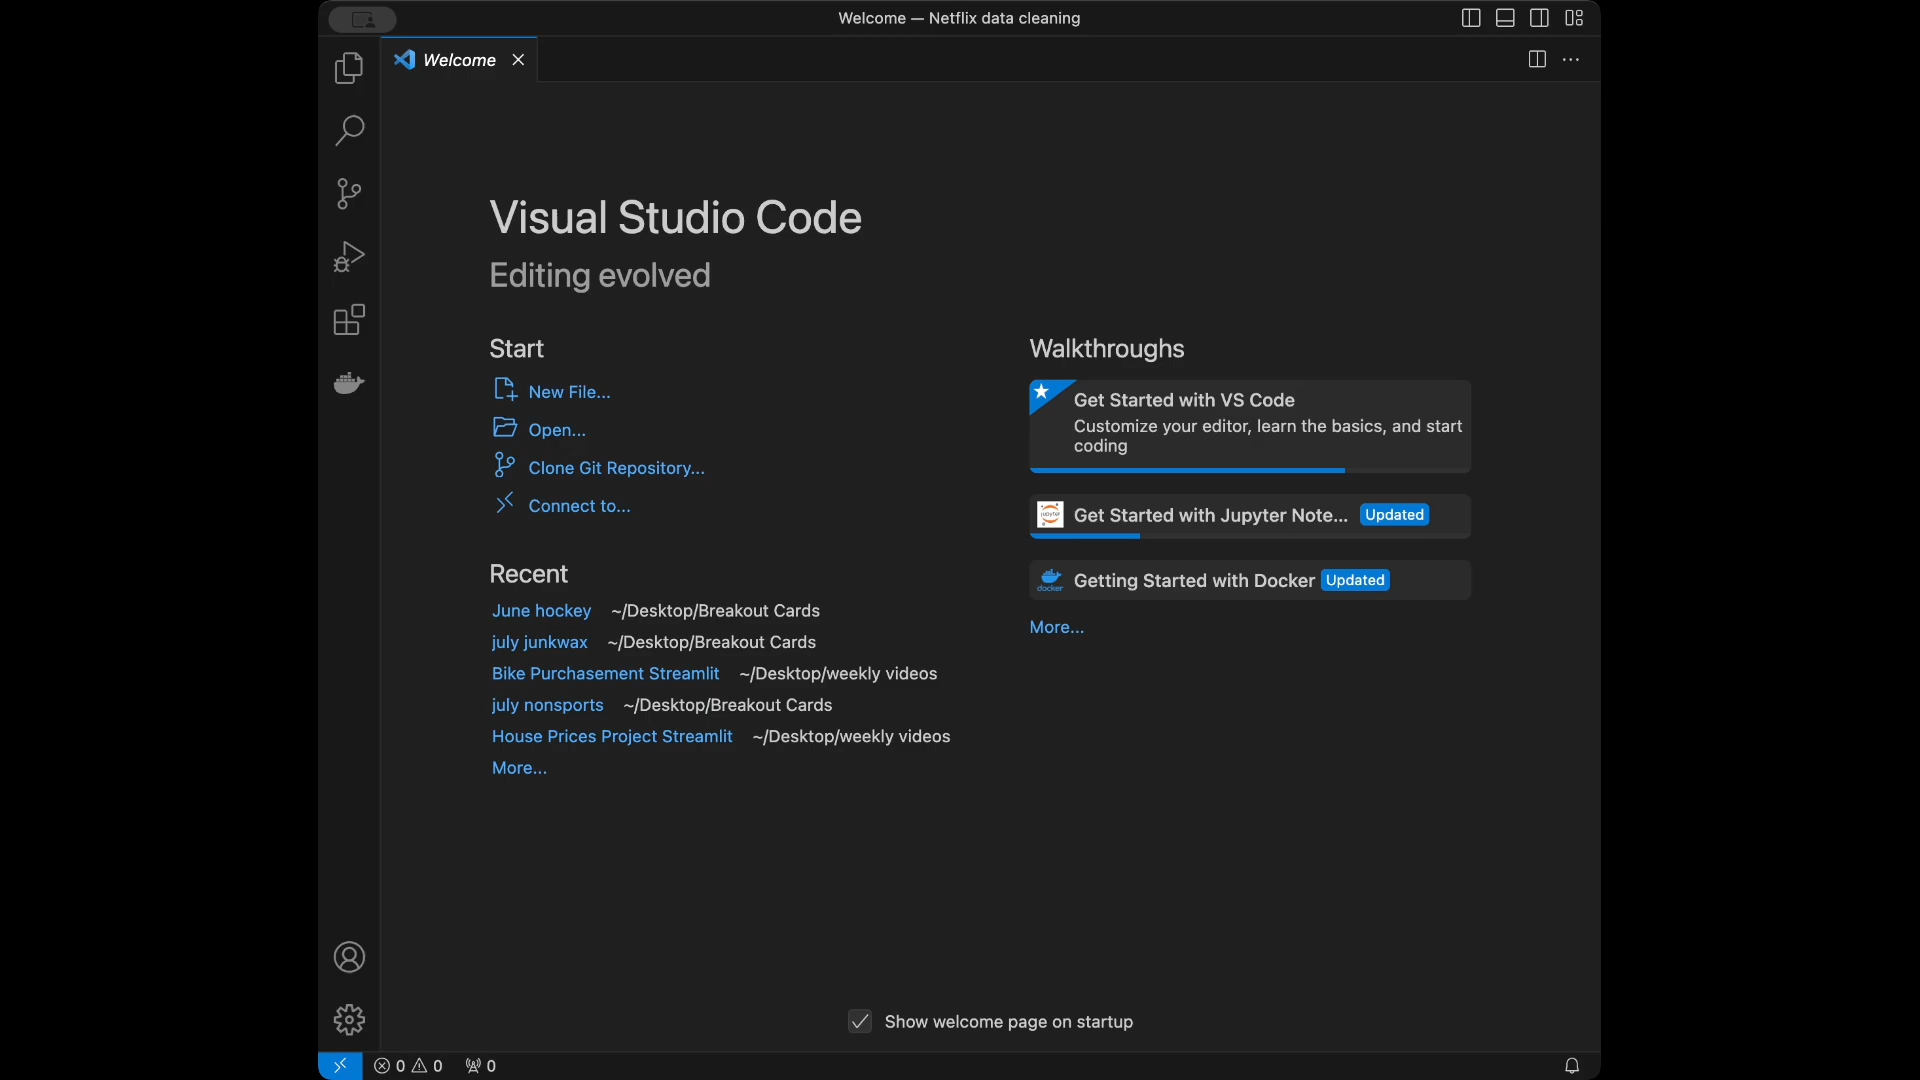 Welcome — Netflix data cleaning
Welcome
Visual Studio Code
Editing evolved
Start
New File...
Open...
Clone Git Repository...
Connect to...
Recent
June hockey ~/Desktop/Breakout Cards
july junkwax ~/Desktop/Breakout Cards
Bike Purchasement Streamlit ~/Desktop/weekly videos
july nonsports ~/Desktop/Breakout Cards
House Prices Project Streamlit ~/Desktop/weekly videos
More...
Walkthroughs
Get Started with VS Code
Customize your editor, learn the basics, and start
coding
jupyter
Get Started with Jupyter Note... Updated
docker
Getting Started with Docker Updated
More...
Show welcome page on startup
0 0 0